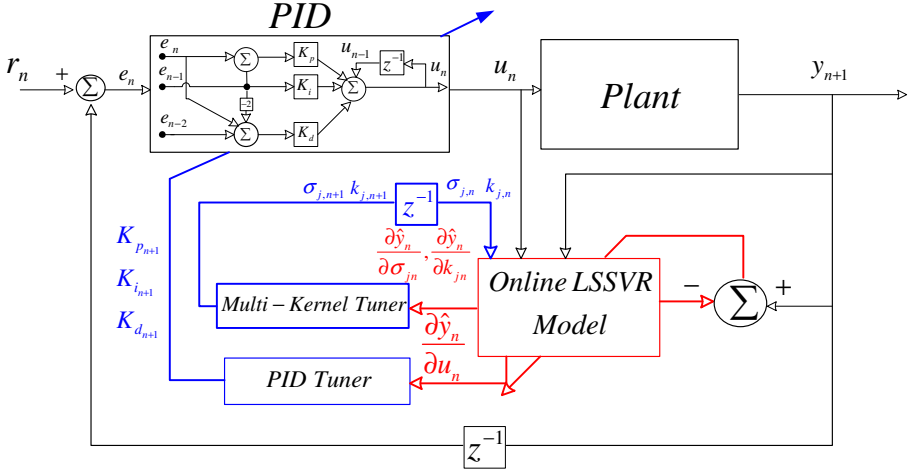 PID
r_n
+
Σ
e_n
e_n
e_{n-1}
e_{n-2}
Σ
-2
Σ
K_p
K_i
K_d
u_{n-1}
Σ
z^{-1}
u_n
u_n
Plant
y_{n+1}
σ_{j,n+1} k_{j,n+1}
z^{-1}
σ_{j,n} k_{j,n}
∂ŷ_n/∂σ_{jn}, ∂ŷ_n/∂k_{jn}
K_{p_{n+1}}
K_{i_{n+1}}
K_{d_{n+1}}
Multi-Kernel Tuner
Online LSSVR
Model
−
Σ
+
∂ŷ_n/∂u_n
PID Tuner
z^{-1}